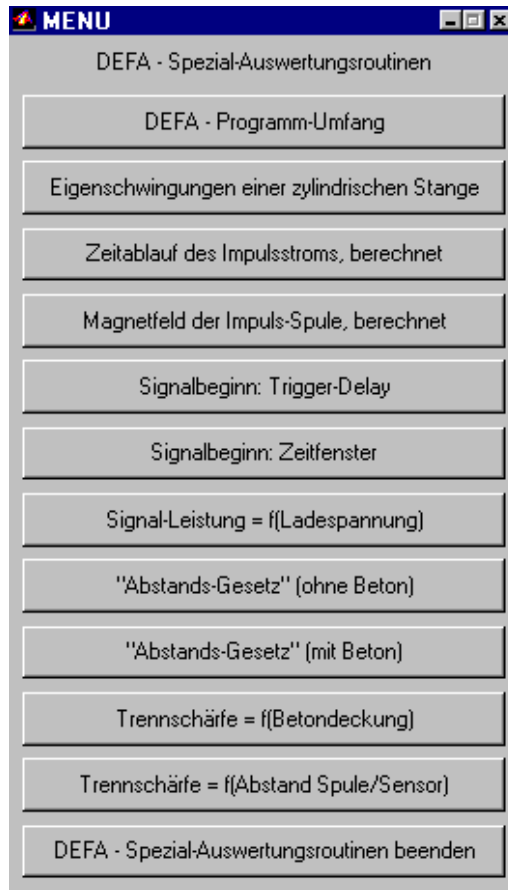 MENU
DEFA - Spezial-Auswertungsroutinen
DEFA - Programm-Umfang
Eigenschwingungen einer zylindrischen Stange
Zeitablauf des Impulsstroms, berechnet
Magnetfeld der Impuls-Spule, berechnet
Signalbeginn: Trigger-Delay
Signalbeginn: Zeitfenster
Signal-Leistung = f(Ladespannung)
"Abstands-Gesetz" (ohne Beton)
"Abstands-Gesetz" (mit Beton)
Trennschärfe = f(Betondeckung)
Trennschärfe = f(Abstand Spule/Sensor)
DEFA - Spezial-Auswertungsroutinen beenden